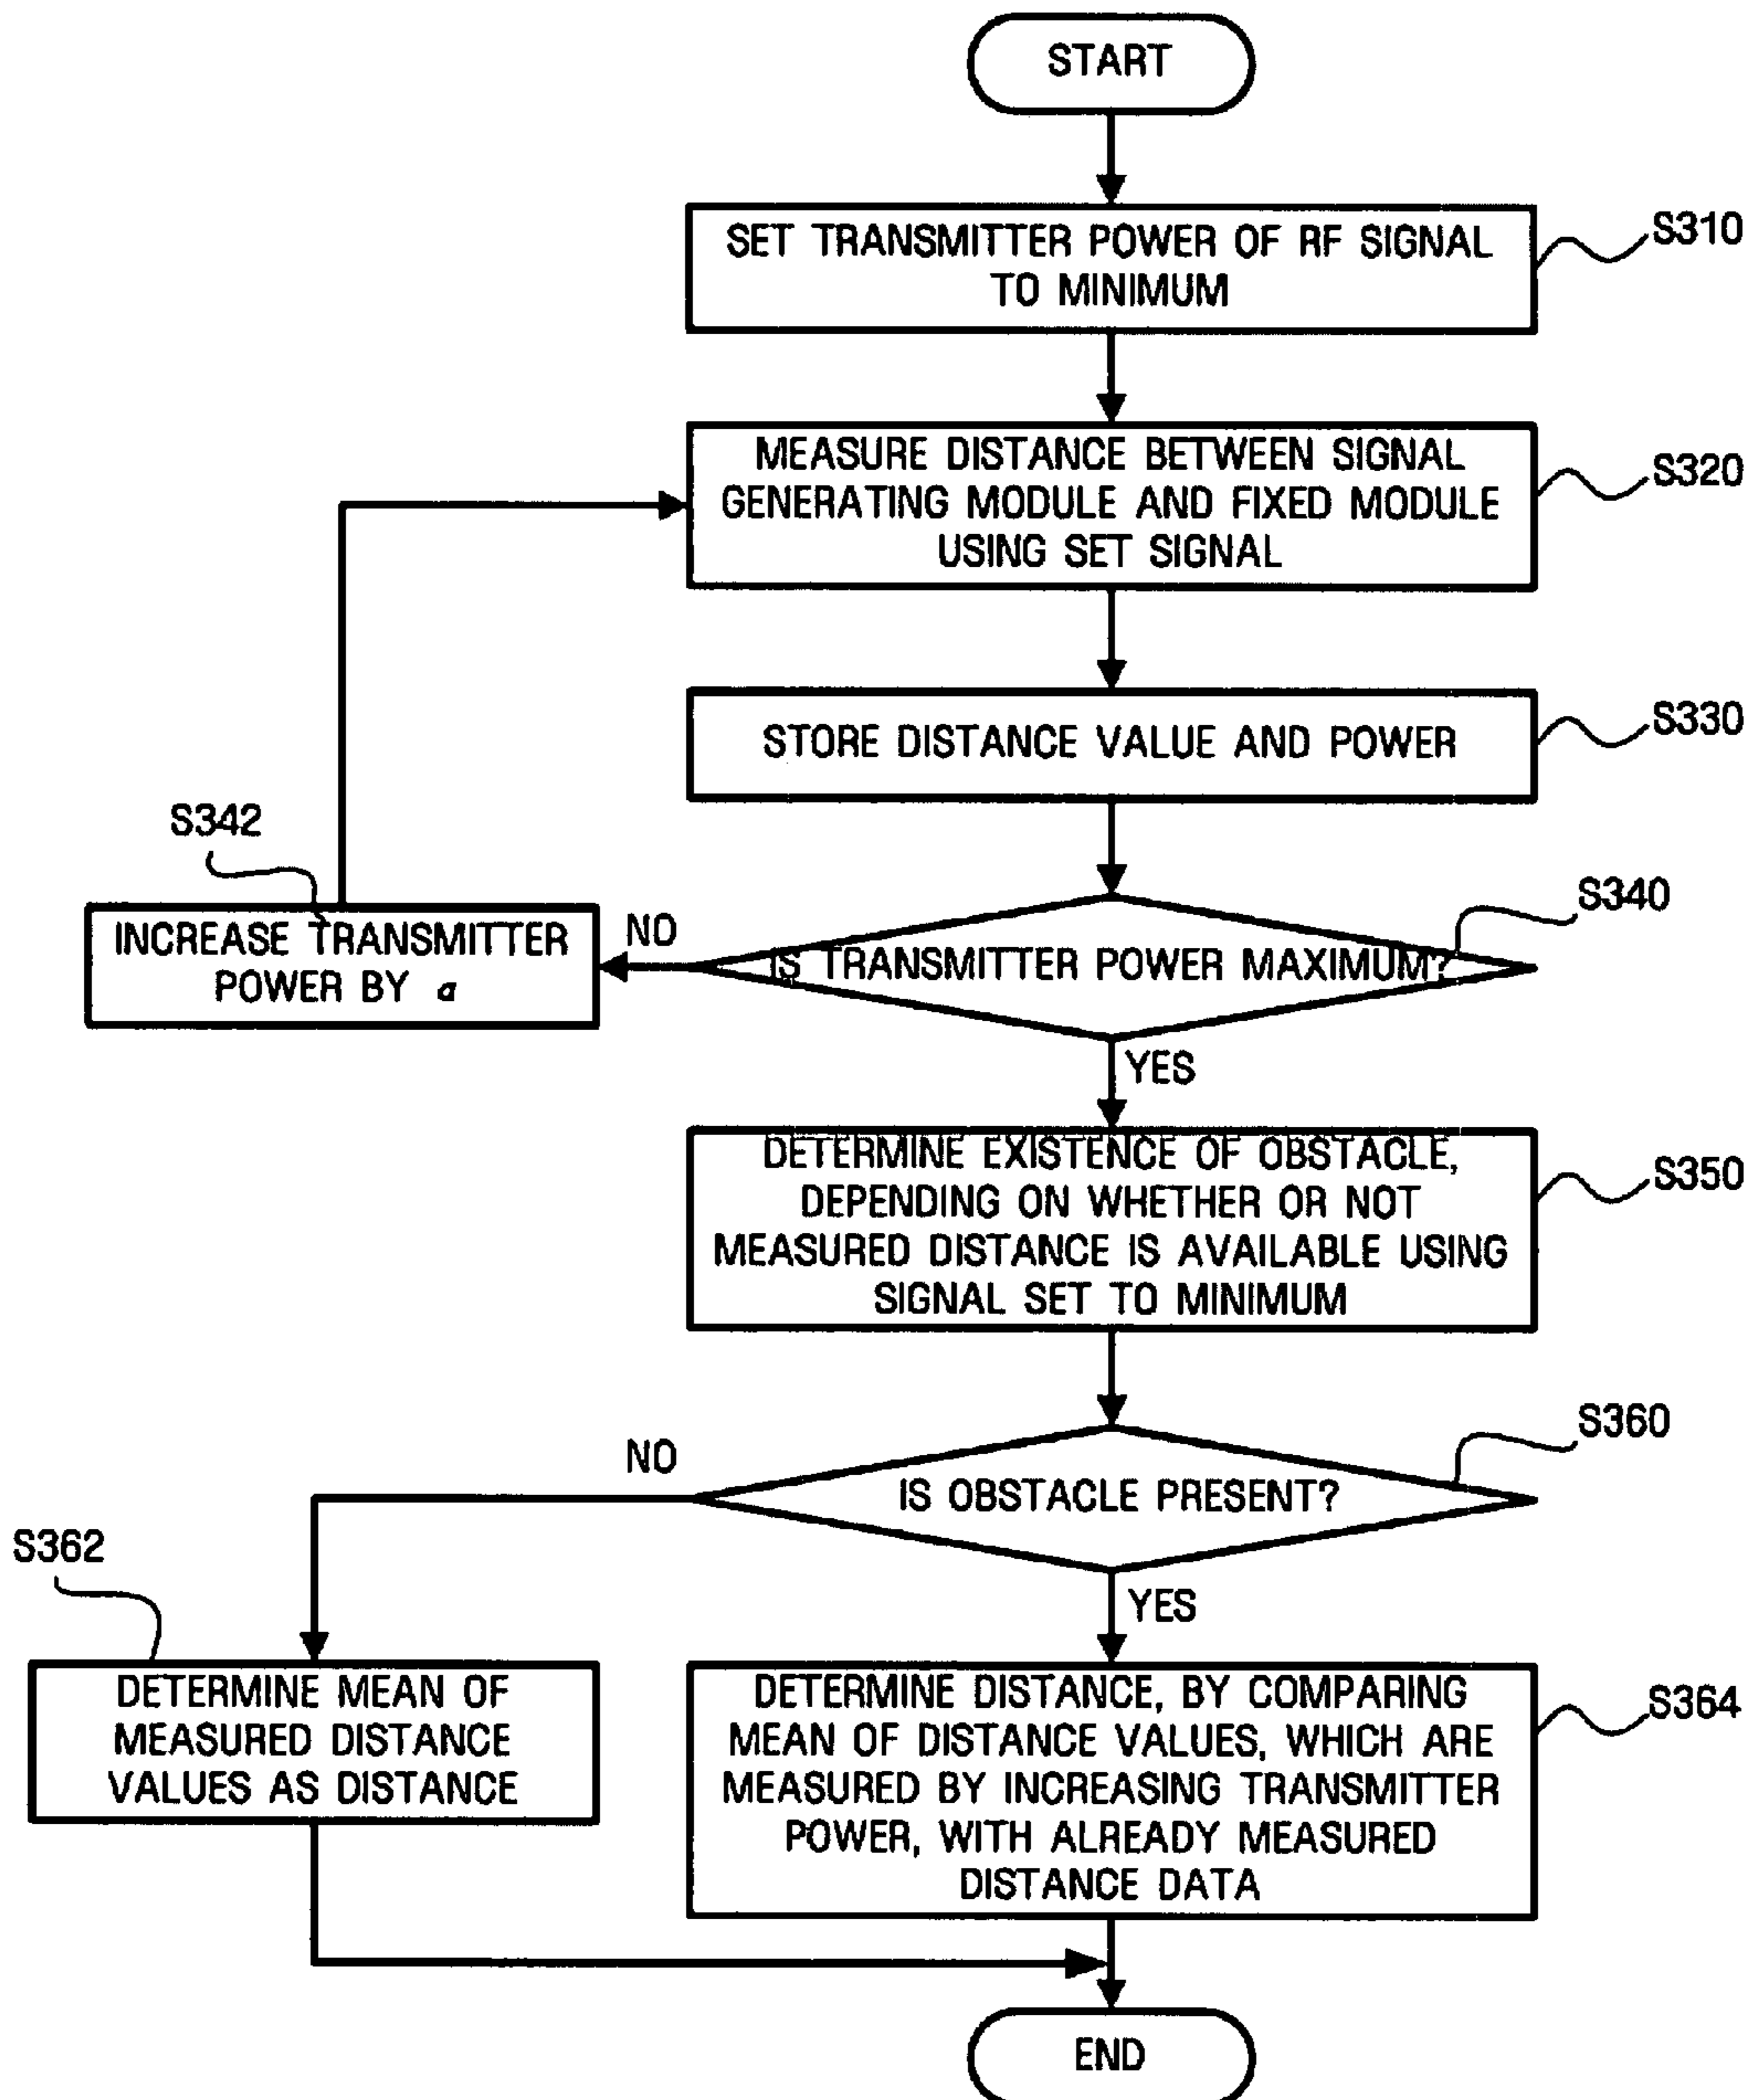 START
SET TRANSMITTER POWER OF RF SIGNAL
TO MINIMUM
S310
MEASURE DISTANCE BETWEEN SIGNAL
GENERATING MODULE AND FIXED MODULE
USING SET SIGNAL
S320
STORE DISTANCE VALUE AND POWER
S330
S342
INCREASE TRANSMITTER
POWER BY a
NO
IS TRANSMITTER POWER MAXIMUM?
S340
YES
DETERMINE EXISTENCE OF OBSTACLE,
DEPENDING ON WHETHER OR NOT
MEASURED DISTANCE IS AVAILABLE USING
SIGNAL SET TO MINIMUM
S350
NO
IS OBSTACLE PRESENT?
S360
YES
S362
DETERMINE MEAN OF
MEASURED DISTANCE
VALUES AS DISTANCE
DETERMINE DISTANCE, BY COMPARING
MEAN OF DISTANCE VALUES, WHICH ARE
MEASURED BY INCREASING TRANSMITTER
POWER, WITH ALREADY MEASURED
DISTANCE DATA
S364
END